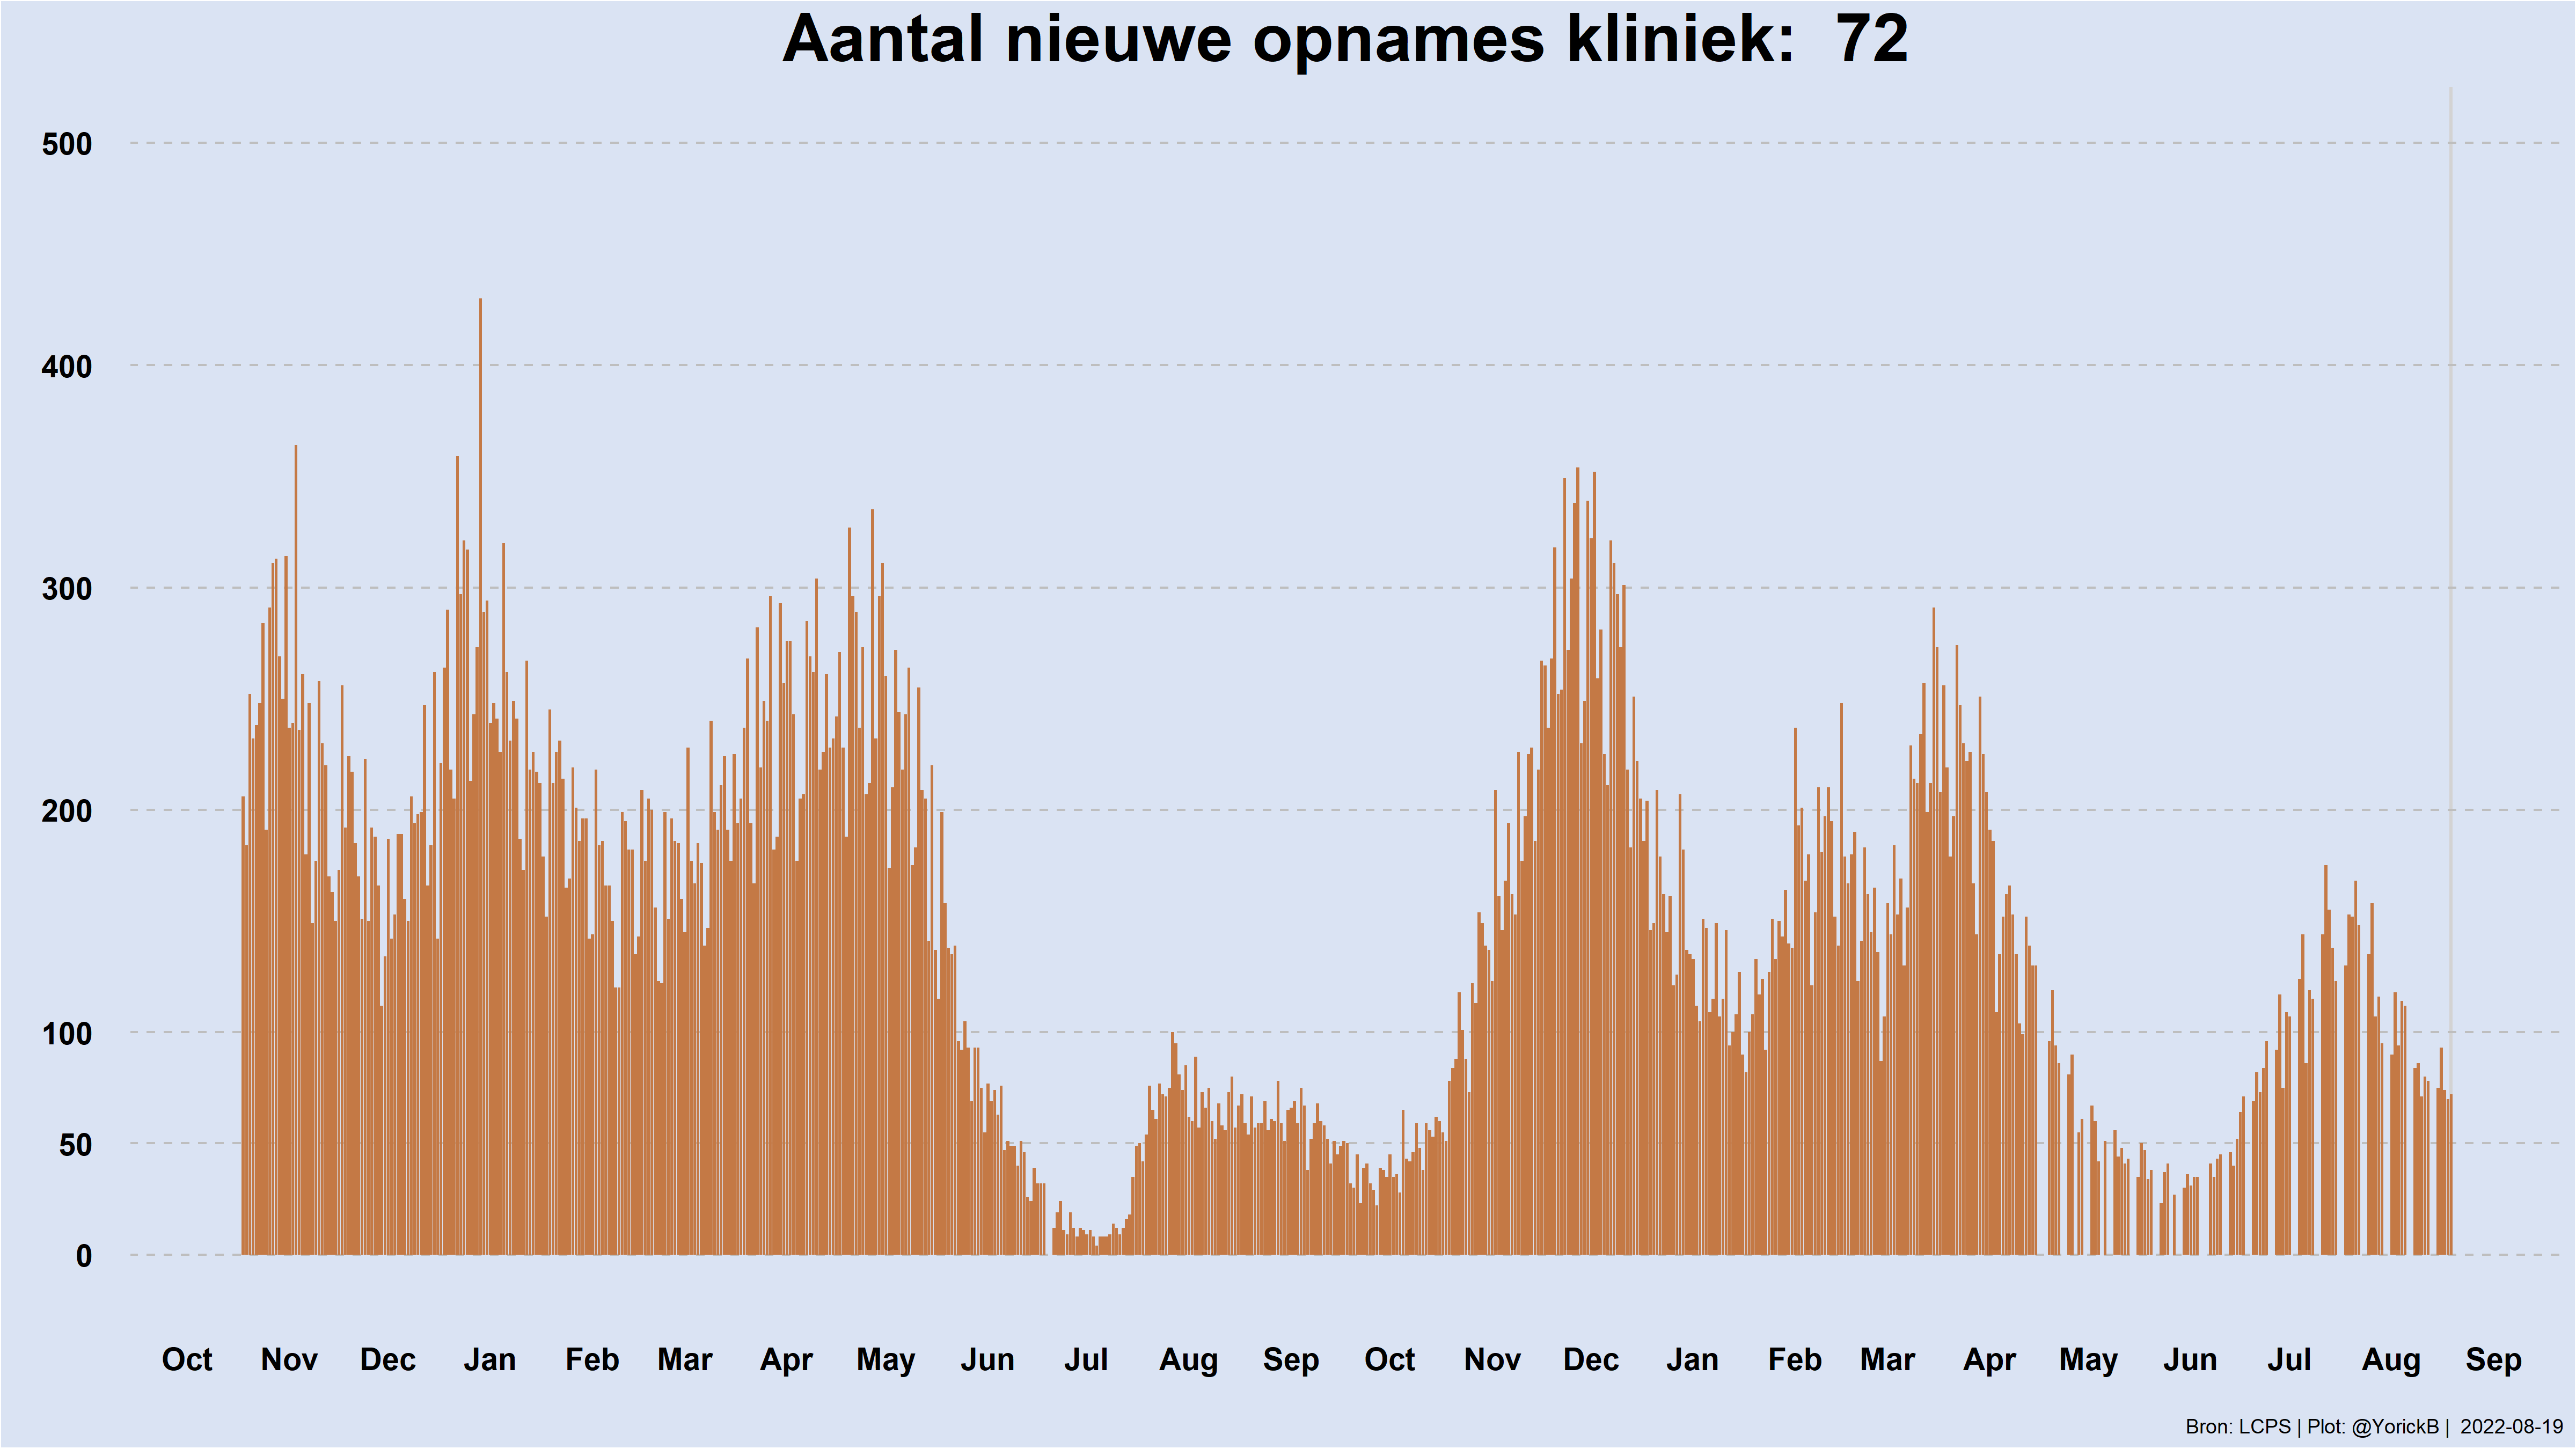 Aantal nieuwe opnames kliniek: 72
500
400
300
200
100
50
0
Oct Nov Dec Jan Feb Mar Apr May Jun Jul Aug Sep Oct Nov Dec Jan Feb Mar Apr May Jun Jul Aug Sep
Bron: LCPS | Plot: @YorickB | 2022-08-19